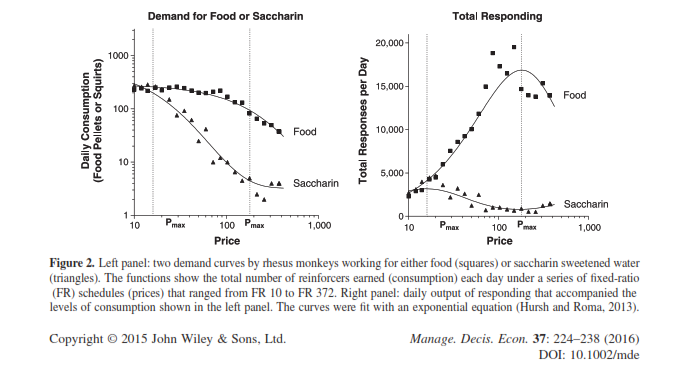 Demand for Food or Saccharin
Daily Consumption
(Food Pellets or Squirts)
1000
100
10
1
Food
Saccharin
10
Pmax
100
Pmax
1,000
Price
Total Responding
Total Responses per Day
20,000
15,000
10,000
5,000
0
Food
Saccharin
10
Pmax
100
Pmax
1,000
Price
Figure 2. Left panel: two demand curves by rhesus monkeys working for either food (squares) or saccharin sweetened water
(triangles). The functions show the total number of reinforcers earned (consumption) each day under a series of fixed-ratio
(FR) schedules (prices) that ranged from FR 10 to FR 372. Right panel: daily output of responding that accompanied the
levels of consumption shown in the left panel. The curves were fit with an exponential equation (Hursh and Roma, 2013).
Copyright © 2015 John Wiley & Sons, Ltd.
Manage. Decis. Econ. 37: 224–238 (2016)
DOI: 10.1002/mde